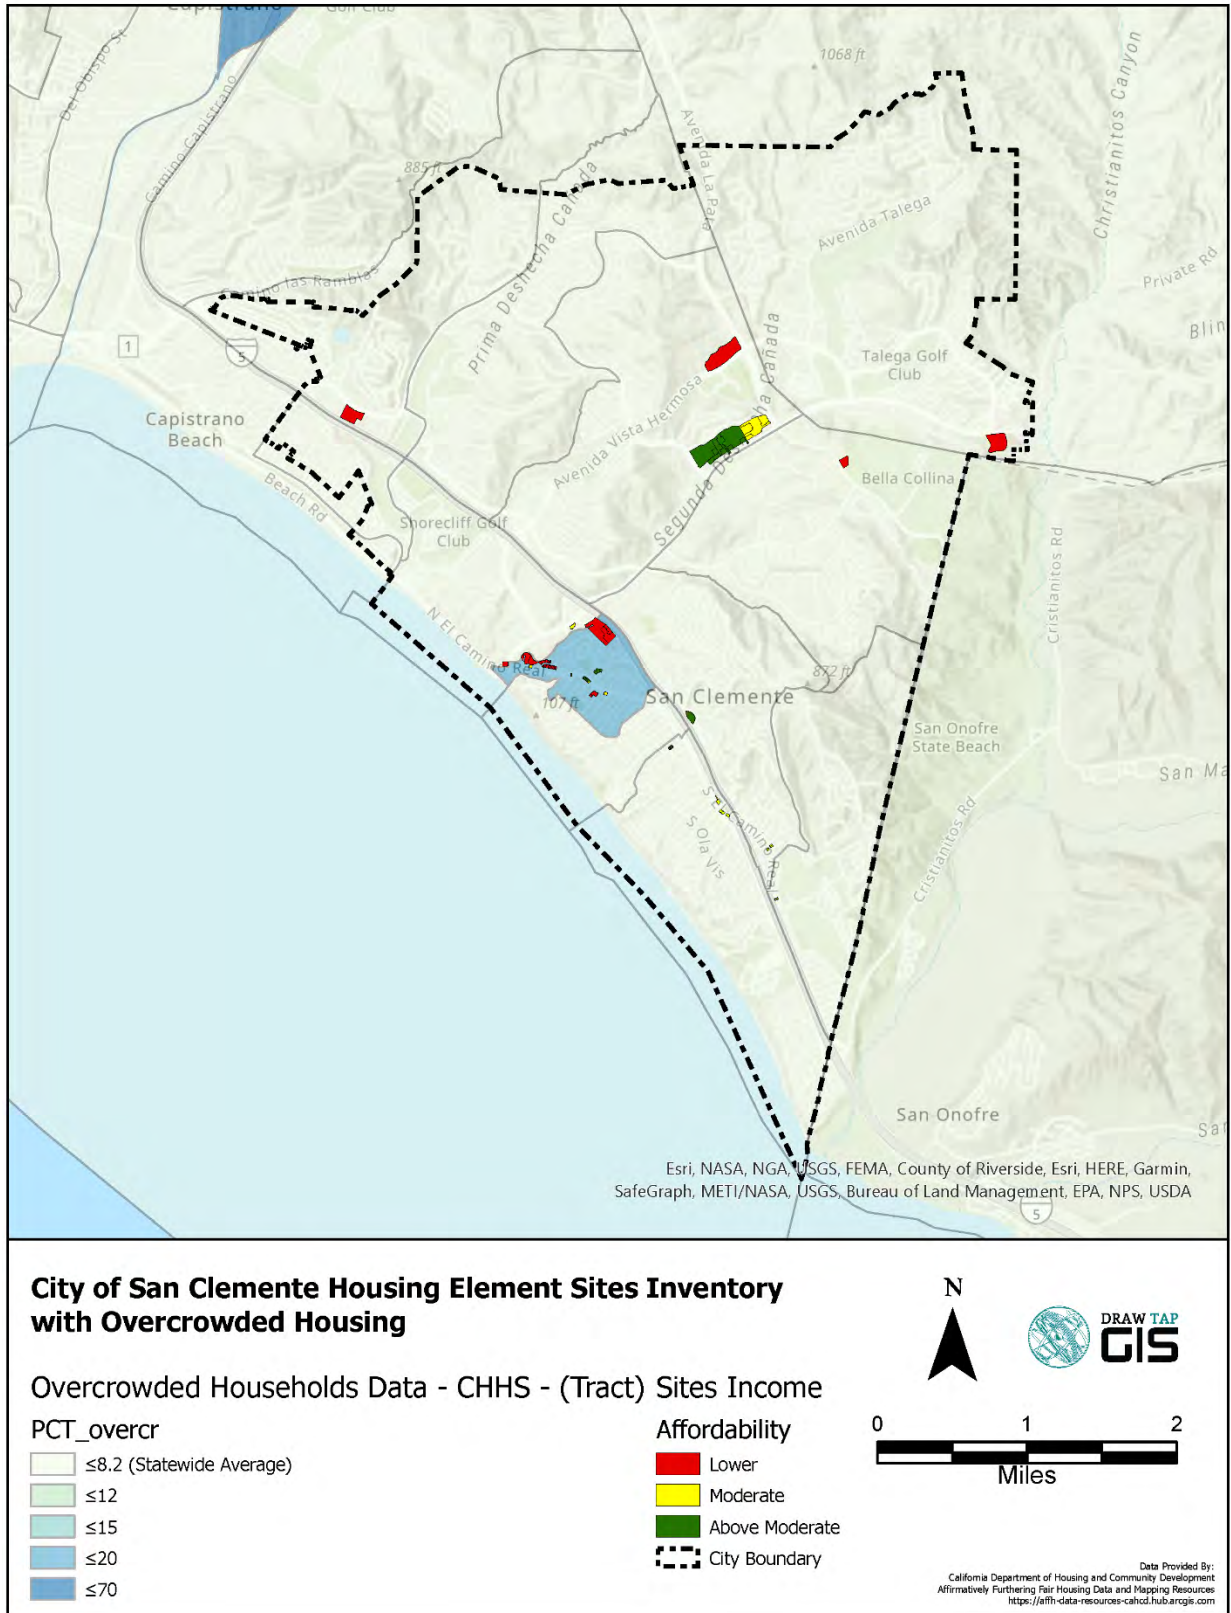 Capistrano
Golf Club
Del Obispo St
Camino Capistrano
1068 ft
Christianitos Canyon
Avenida La Pata
885 ft
Prima Deshecha Cañada
Avenida Talega
Private Rd
Camino las Ramblas
Blin
1
5
Segunda Deshecha Cañada
Talega Golf
Club
Capistrano
Beach
Avenida Vista Hermosa
Bella Collina
Beach Rd
Shorecliff Golf
Club
Cristianitos Rd
N El Camino Real
872 ft
San Clemente
107 ft
San Onofre
State Beach
San Ma
S El Camino Real
S Ola Vis
Cristianitos Rd
San Onofre
San
Esri, NASA, NGA, USGS, FEMA, County of Riverside, Esri, HERE, Garmin,
SafeGraph, METI/NASA, USGS, Bureau of Land Management, EPA, NPS, USDA
5
City of San Clemente Housing Element Sites Inventory
with Overcrowded Housing
N
DRAW TAP
GIS
Overcrowded Households Data - CHHS - (Tract)
PCT_overcr
≤8.2 (Statewide Average)
≤12
≤15
≤20
≤70
Sites Income
Affordability
Lower
Moderate
Above Moderate
City Boundary
0 1 2
Miles
Data Provided By:
California Department of Housing and Community Development
Affirmatively Furthering Fair Housing Data and Mapping Resources
https://affh-data-resources-cahcd.hub.arcgis.com